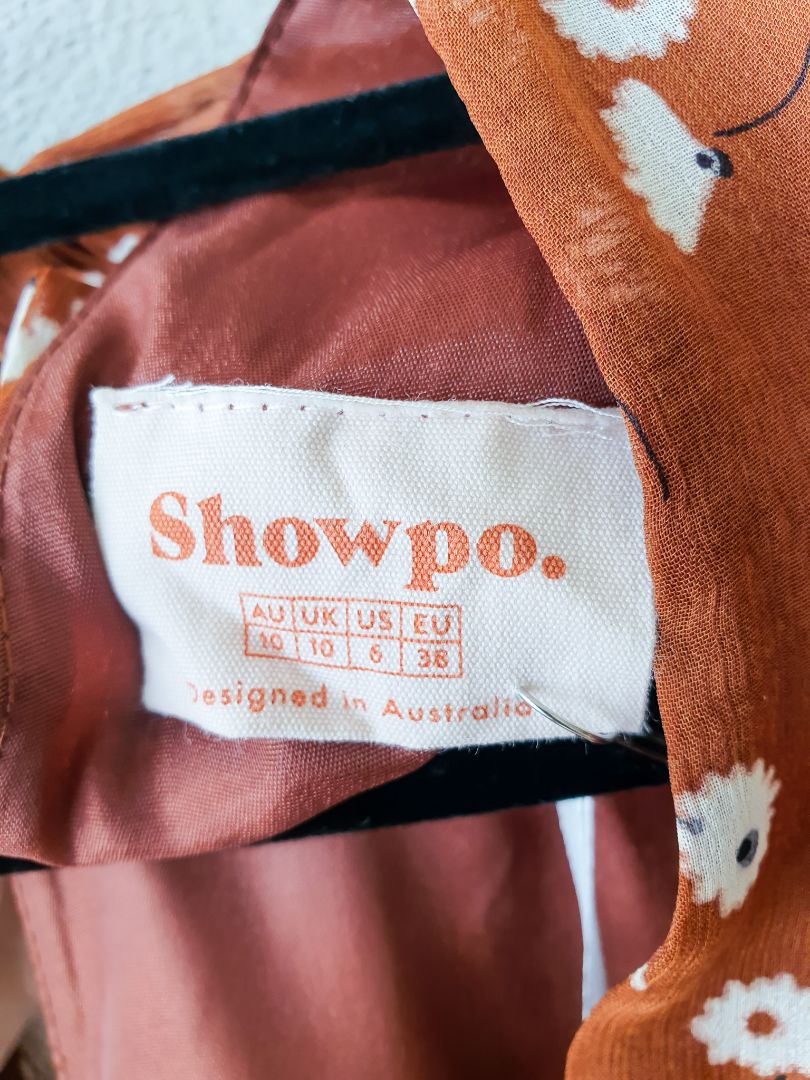 Showpo.
AU UK US EU
10 10 6 38
Designed in Australia